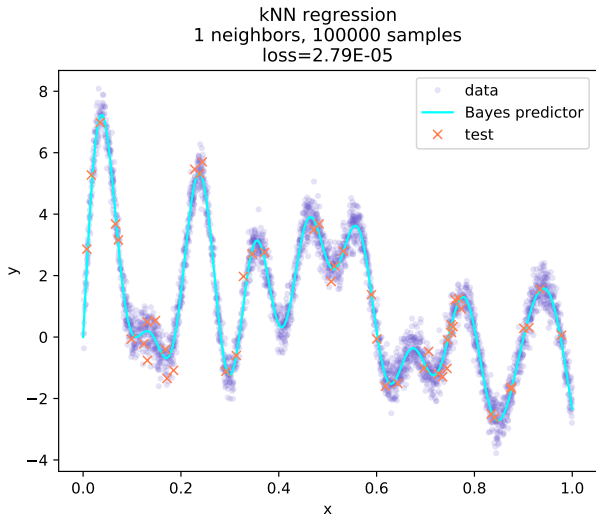 kNN regression
1 neighbors, 100000 samples
loss=2.79E-05
data
Bayes predictor
test
8
6
4
2
0
−2
−4
y
0.0 0.2 0.4 0.6 0.8 1.0
x